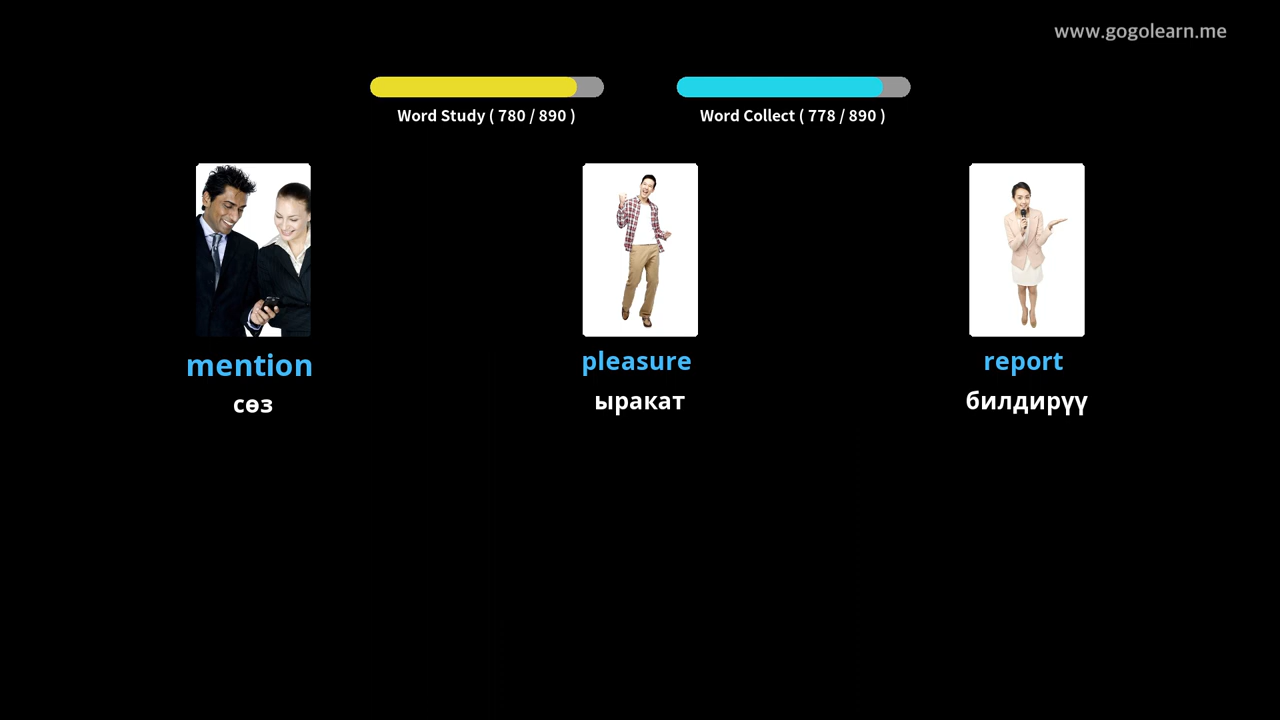 www.gogolearn.me
Word Study ( 780 / 890 )
Word Collect ( 778 / 890 )
mention
pleasure
report
сөз
ыракат
билдирүү